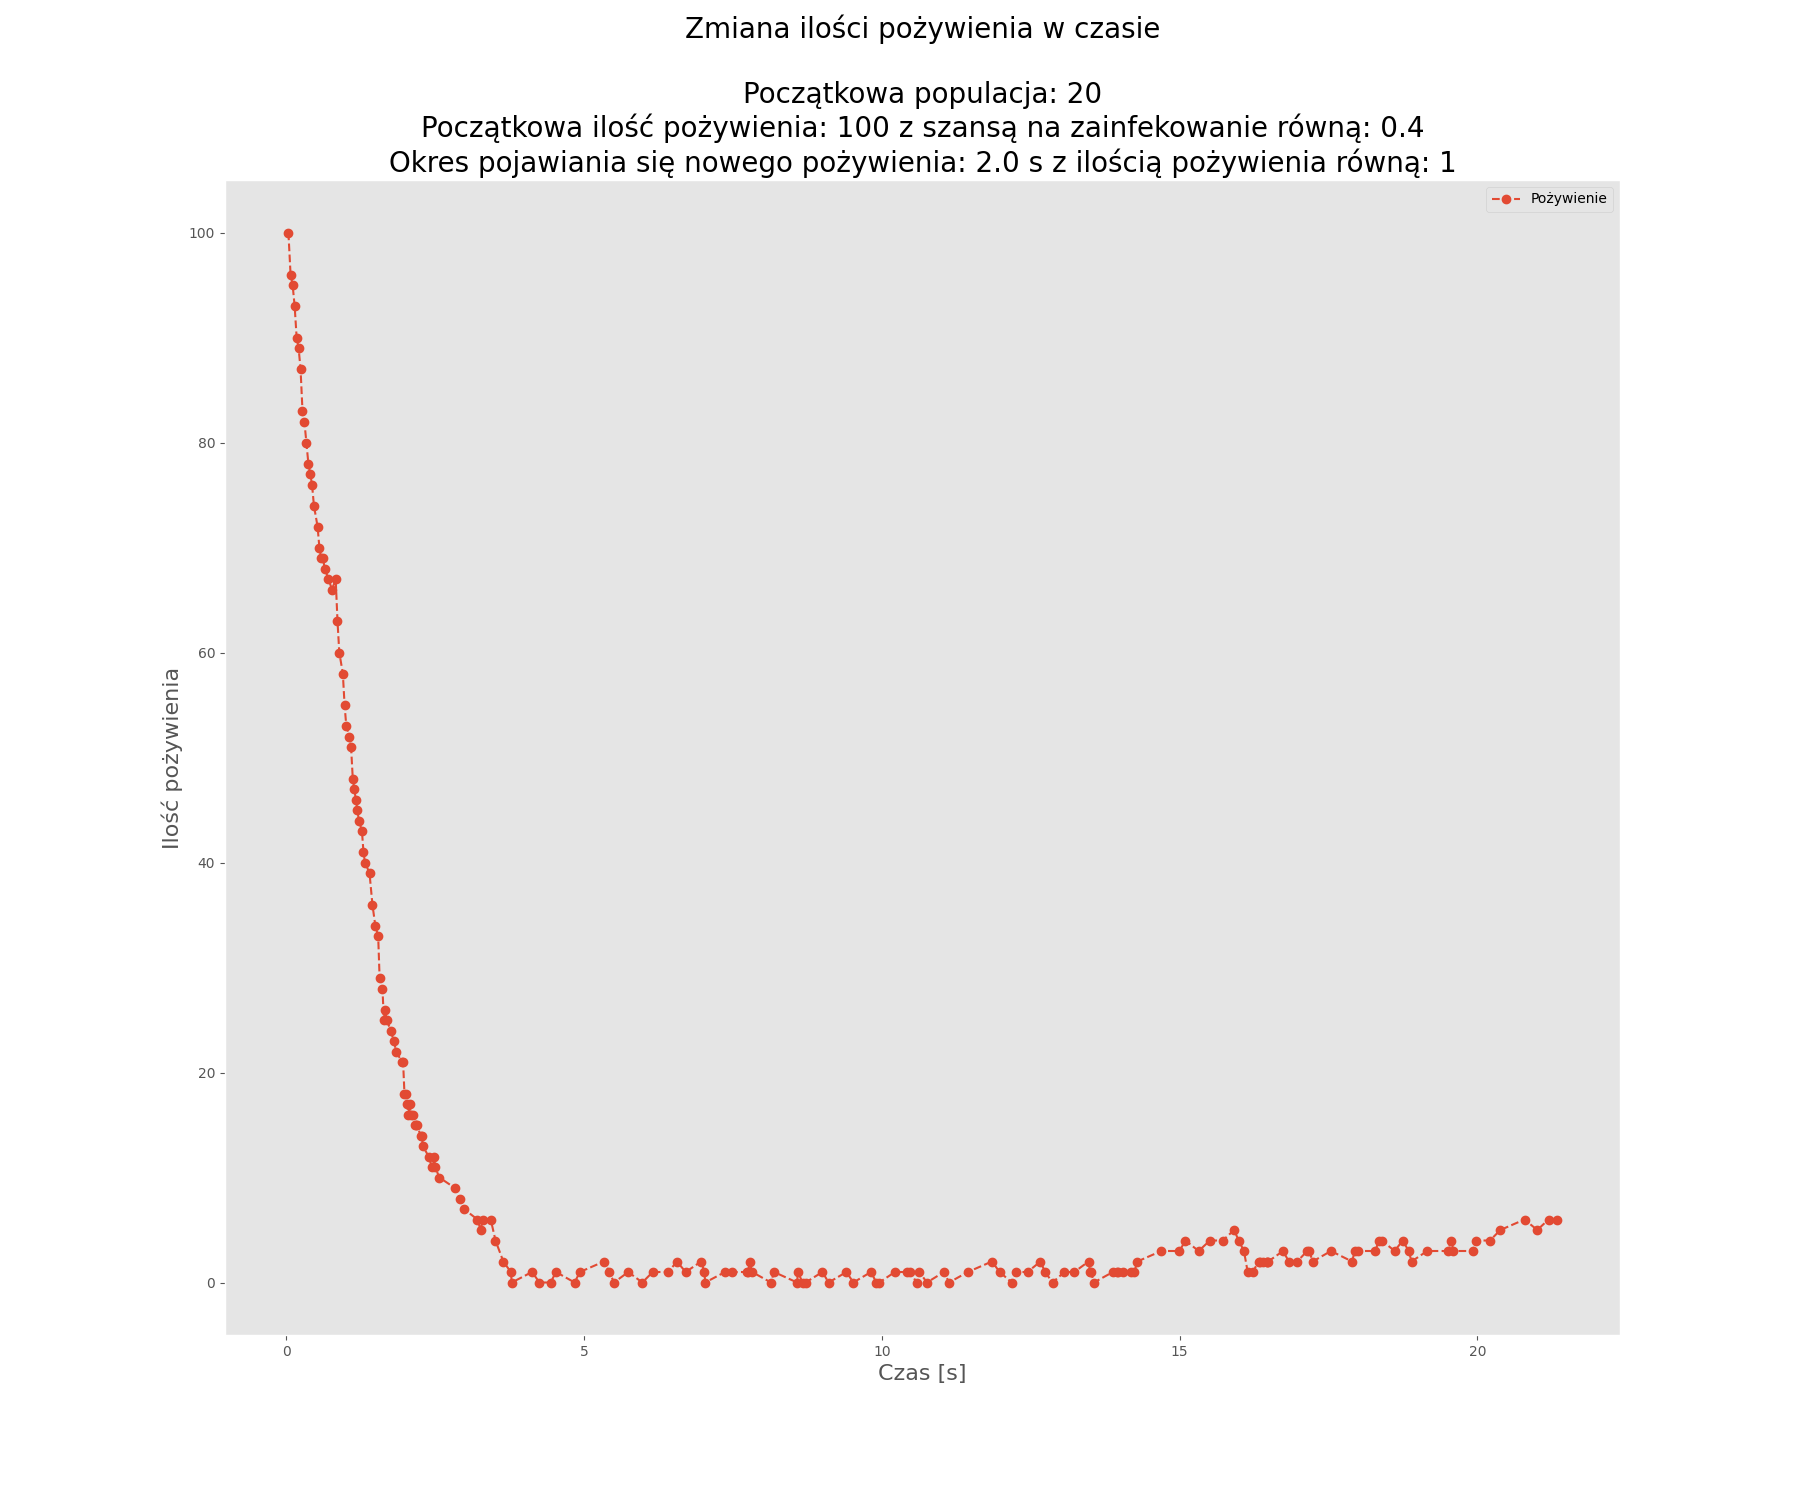 Zmiana ilości pożywienia w czasie
Początkowa populacja: 20
Początkowa ilość pożywienia: 100 z szansą na zainfekowanie równą: 0.4
Okres pojawiania się nowego pożywienia: 2.0 s z ilością pożywienia równą: 1
Pożywienie
100
80
60
40
20
0
Ilość pożywienia
0 5 10 15 20
Czas [s]